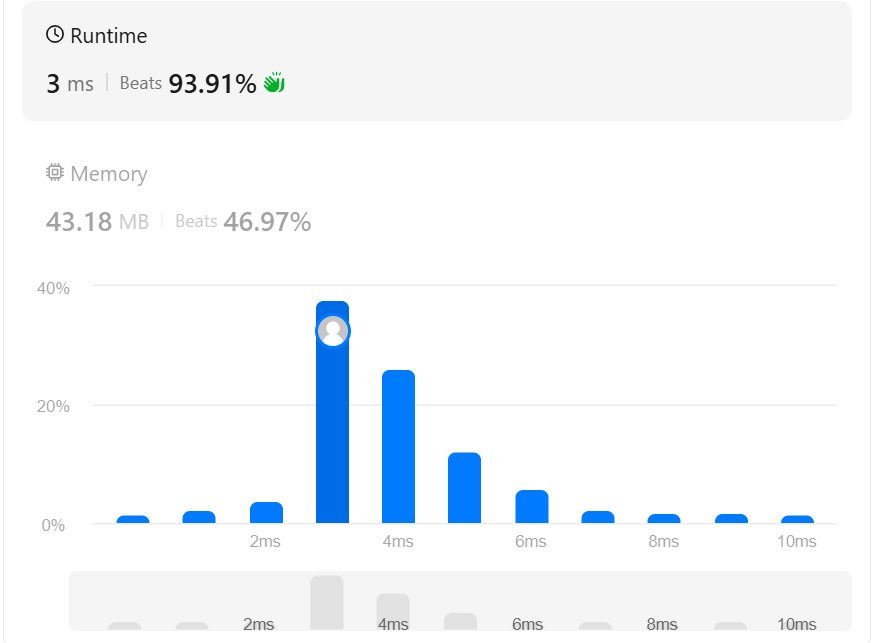 Runtime
3 ms | Beats 93.91%
Memory
43.18 MB | Beats 46.97%
40%
20%
0%
2ms 4ms 6ms 8ms 10ms
2ms 4ms 6ms 8ms 10ms